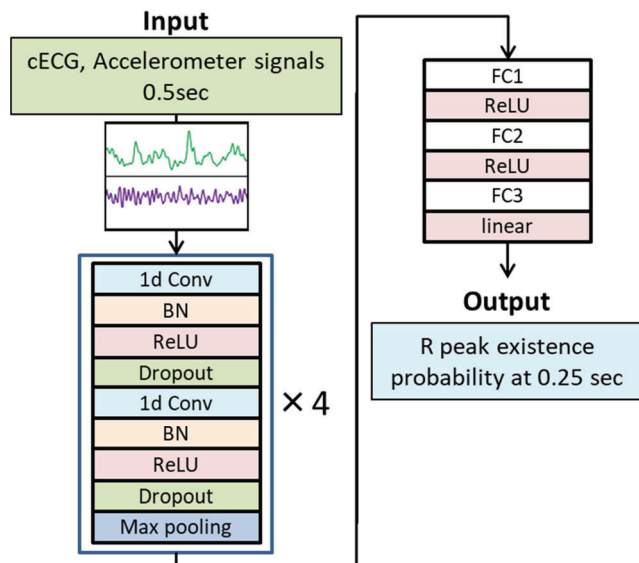 Input
cECG, Accelerometer signals
0.5sec
1d Conv
BN
ReLU
Dropout
1d Conv
BN
ReLU
Dropout
Max pooling
×4
FC1
ReLU
FC2
ReLU
FC3
linear
Output
R peak existence
probability at 0.25 sec